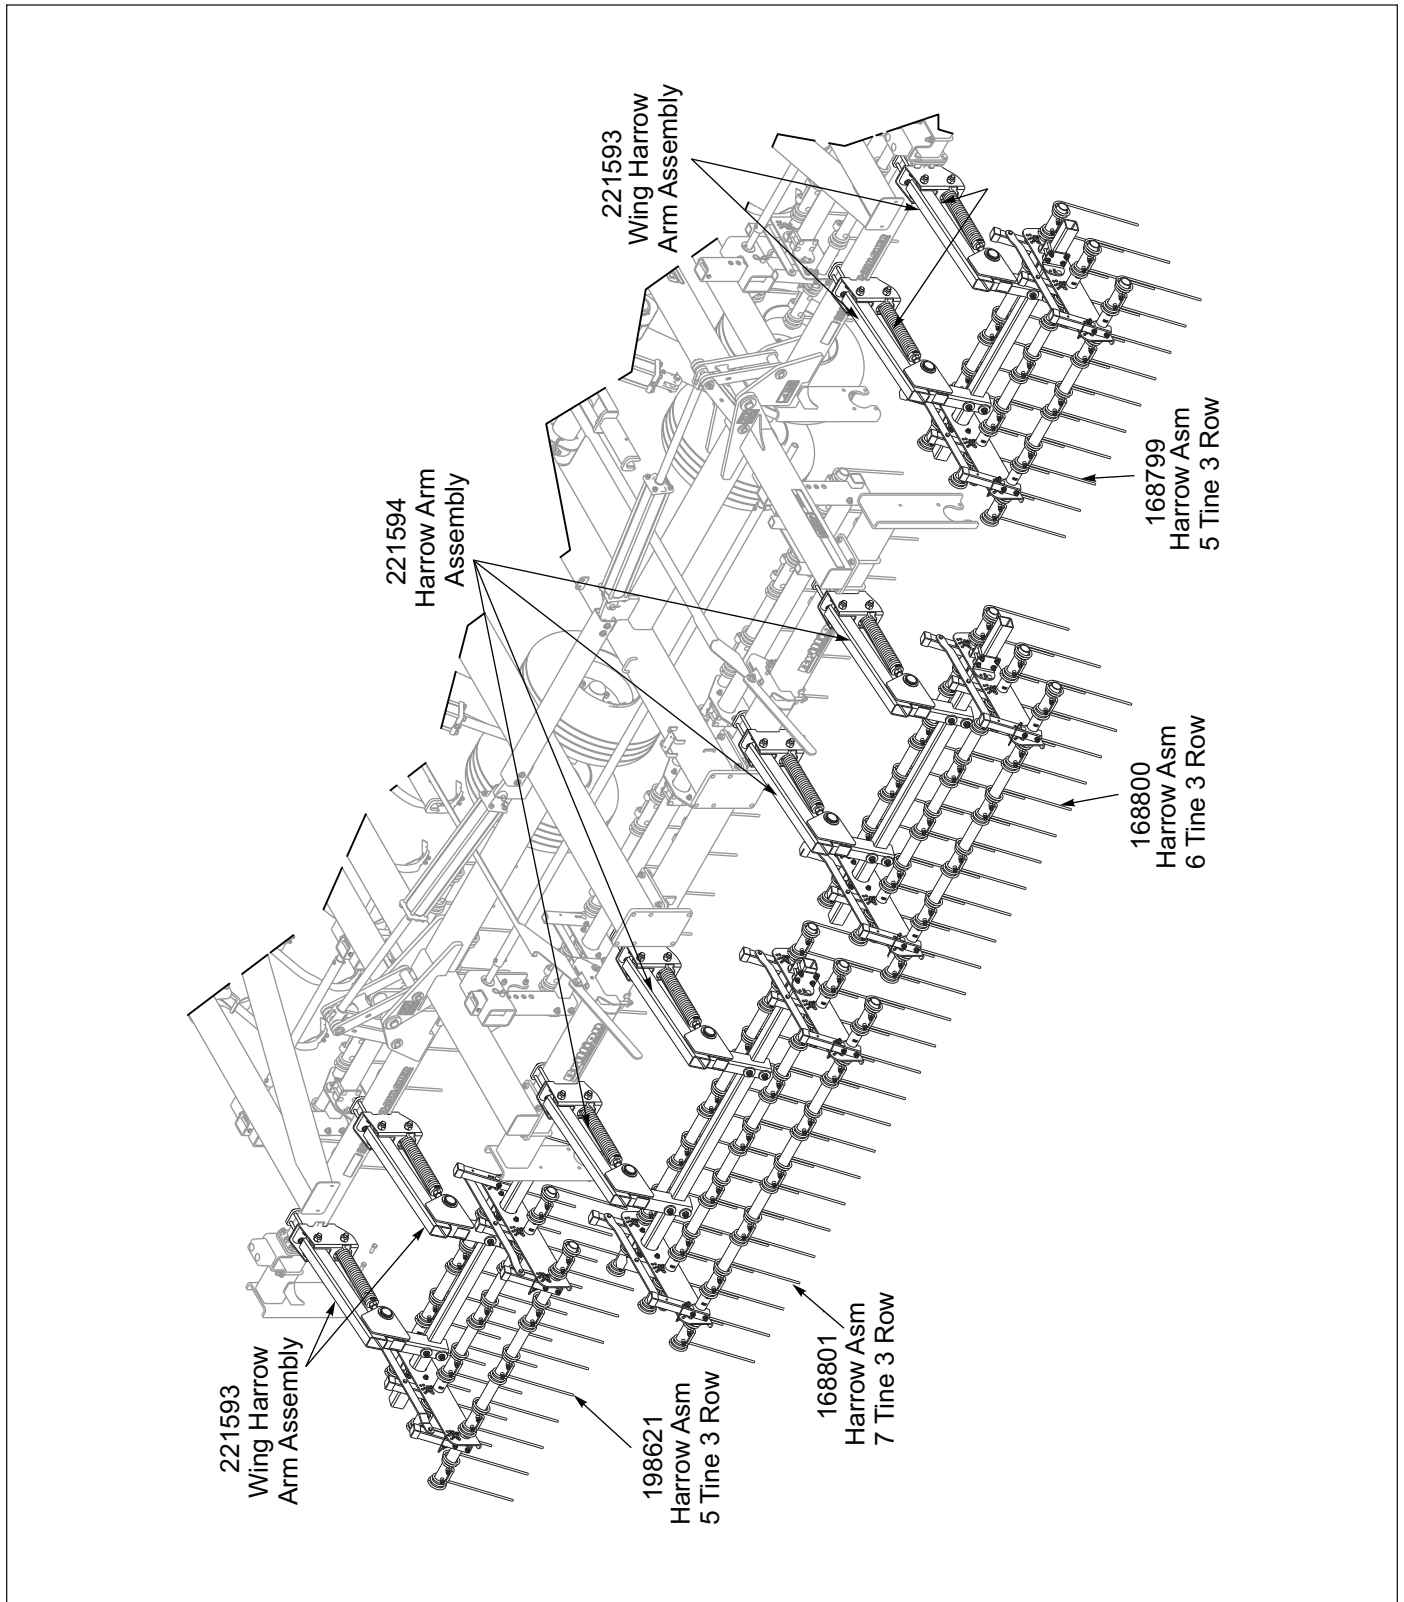 221593
Wing Harrow
Arm Assembly
221594
Harrow Arm
Assembly
168799
Harrow Asm
5 Tine 3 Row
168800
Harrow Asm
6 Tine 3 Row
221593
Wing Harrow
Arm Assembly
168801
Harrow Asm
7 Tine 3 Row
198621
Harrow Asm
5 Tine 3 Row